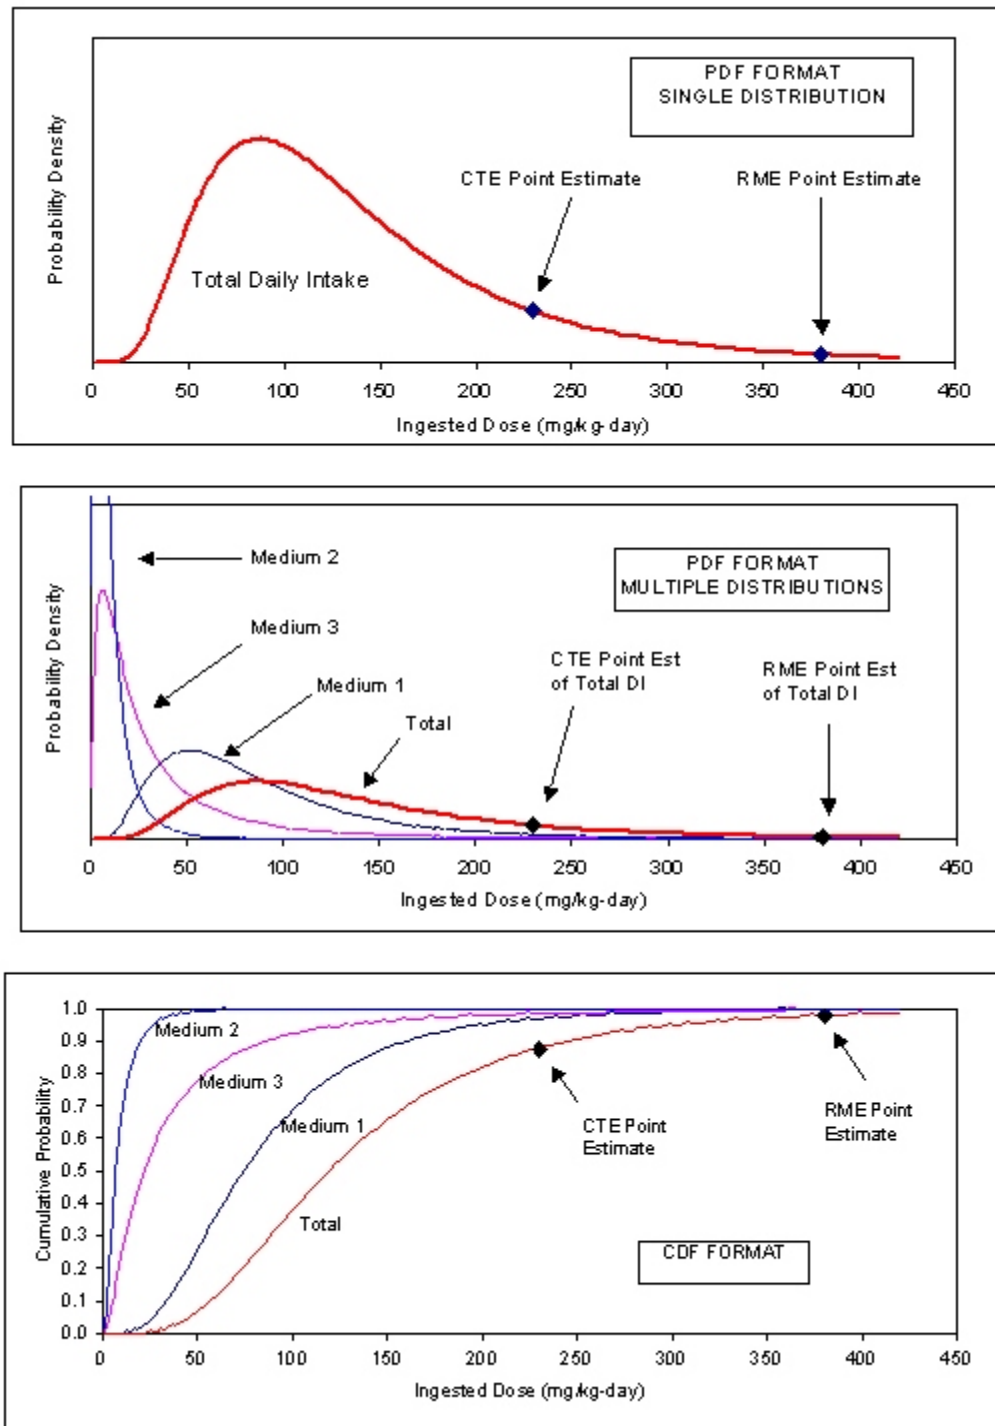 PDF FORMAT
SINGLE DISTRIBUTION
CTE Point Estimate
RME Point Estimate
Total Daily Intake
Probability Density
0 50 100 150 200 250 300 350 400 450
Ingested Dose (mg/kg-day)
Medium 2
PDF FORMAT
MULTIPLE DISTRIBUTIONS
Medium 3
CTE Point Est
of Total DI
RME Point Est
of Total DI
Medium 1
Total
Probability Density
0 50 100 150 200 250 300 350 400 450
Ingested Dose (mg/kg-day)
1.0
0.9
0.8
0.7
0.6
0.5
0.4
0.3
0.2
0.1
0.0
Cumulative Probability
Medium 2
Medium 3
Medium 1
CTE Point
Estimate
RME Point
Estimate
Total
CDF FORMAT
0 50 100 150 200 250 300 350 400 450
Ingested Dose (mg/kg-day)